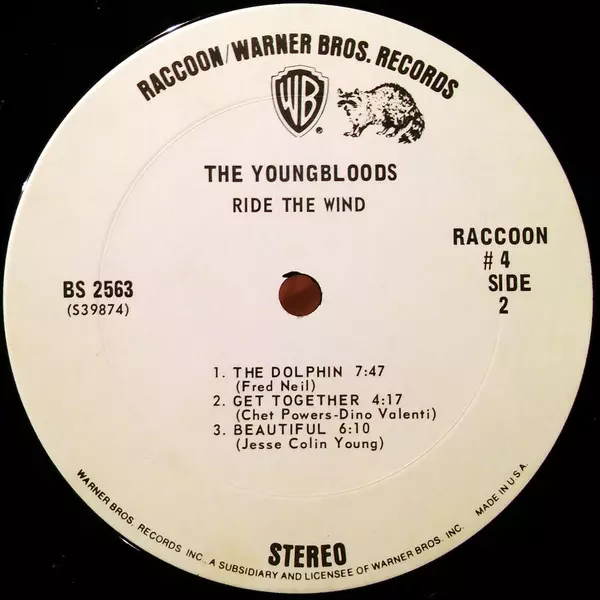 RACCOON/WARNER BROS. RECORDS
WB
®
THE YOUNGBLOODS
RIDE THE WIND
RACCOON
#4
SIDE
2
BS 2563
(S39874)
1. THE DOLPHIN 7:47
(Fred Neil)
2. GET TOGETHER 4:17
(Chet Powers-Dino Valenti)
3. BEAUTIFUL 6:10
(Jesse Colin Young)
STEREO
WARNER BROS. RECORDS INC., A SUBSIDIARY AND LICENSEE OF WARNER BROS. INC. MADE IN U.S.A.